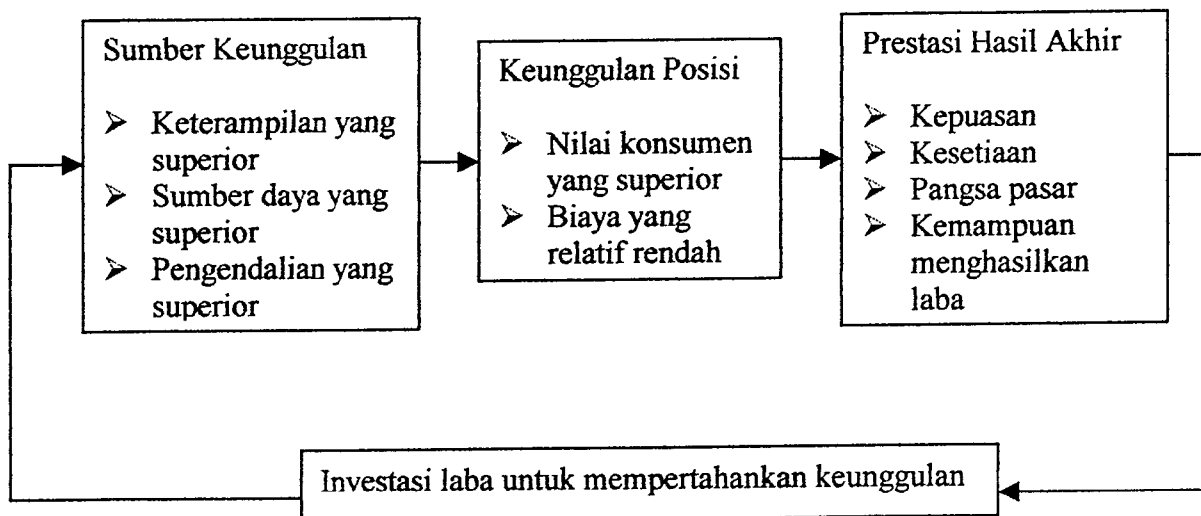 Sumber Keunggulan
➢ Keterampilan yang
superior
➢ Sumber daya yang
superior
➢ Pengendalian yang
superior
Keunggulan Posisi
➢ Nilai konsumen
yang superior
➢ Biaya yang
relatif rendah
Prestasi Hasil Akhir
➢ Kepuasan
➢ Kesetiaan
➢ Pangsa pasar
➢ Kemampuan
menghasilkan
laba
Investasi laba untuk mempertahankan keunggulan